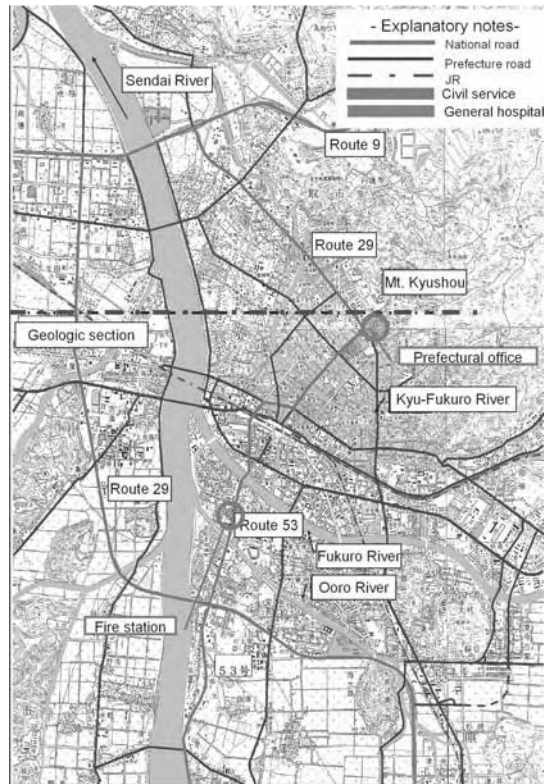 - Explanatory notes-
National road
Prefecture road
JR
Civil service
General hospital
Sendai River
Route 9
Route 29
Mt. Kyushou
Geologic section
Prefectural office
Kyu-Fukuro River
Route 29
Route 53
Fukuro River
Ooro River
Fire station
53号